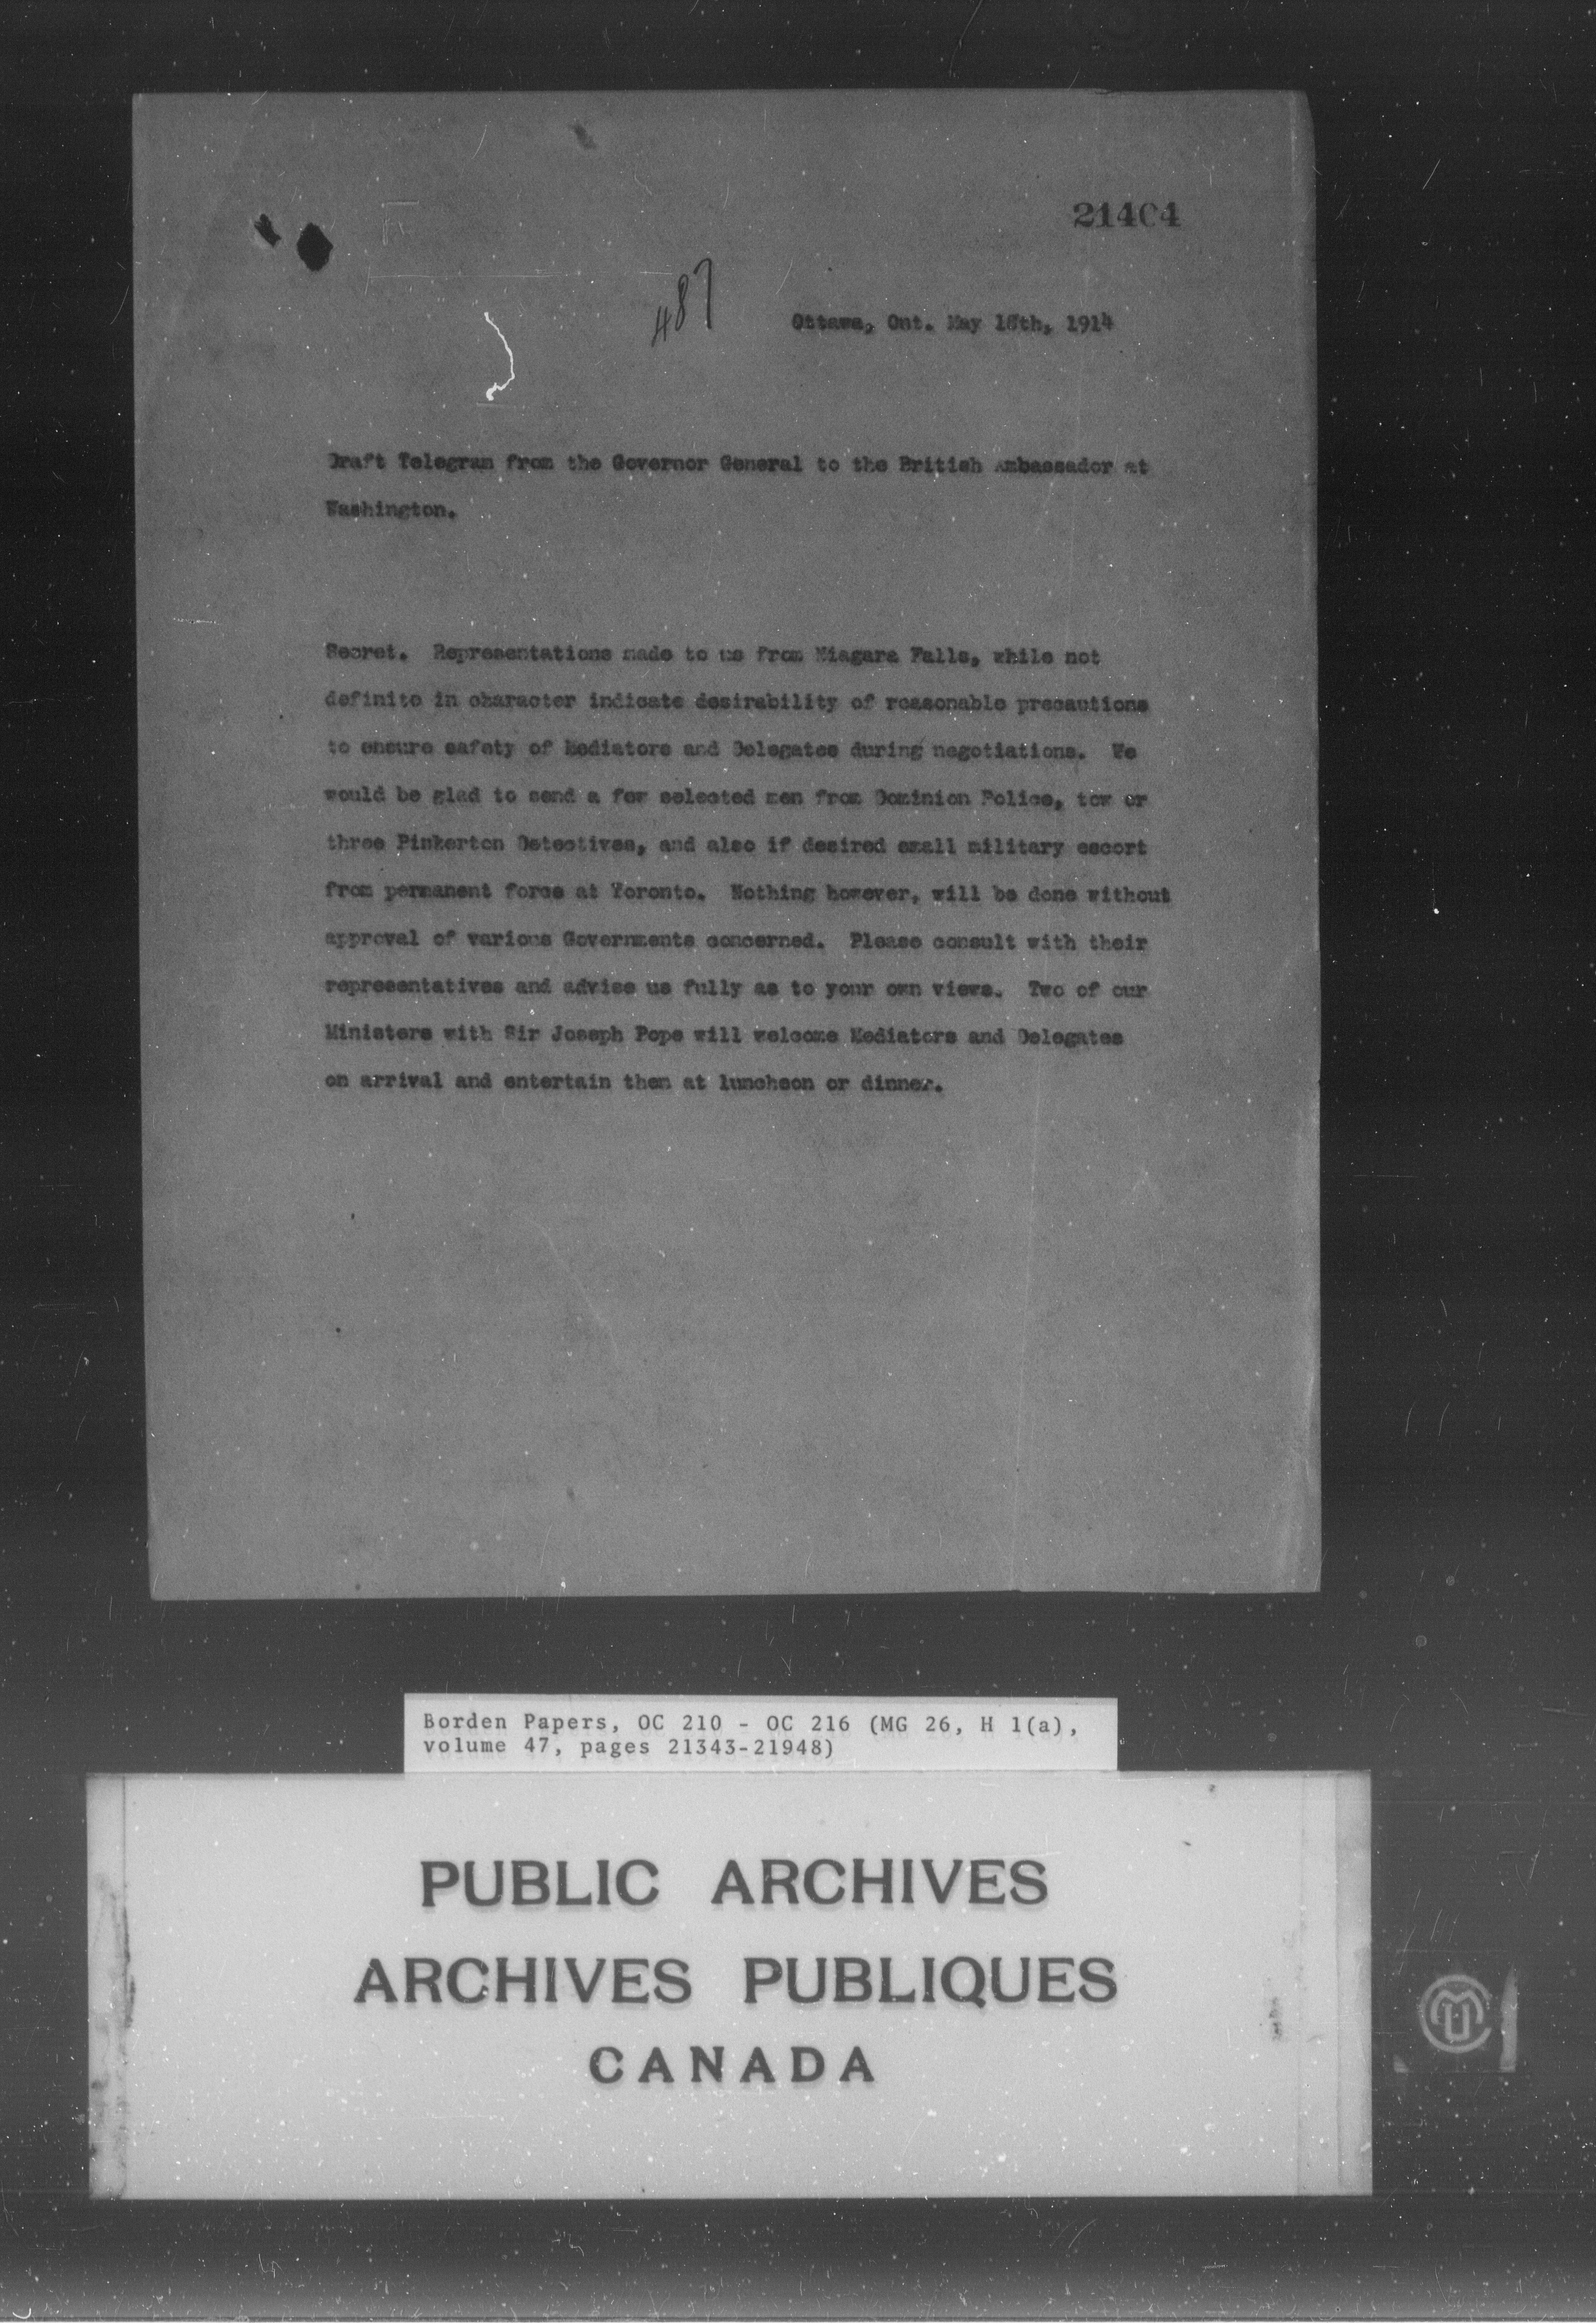 21404
487
Ottawa, Ont. May 16th, 1914
Draft Telegram from the Governor General to the British Ambassador at
Washington.
Secret. Representations made to us from Niagara Falls, while not
definite in character indicate desirability of reasonable precautions
to ensure safety of Mediators and Delegates during negotiations. We
would be glad to send a few selected men from Dominion Police, tow or
three Pinkerton Detectives, and also if desired small military escort
from permanent force at Toronto. Nothing however, will be done without
approval of various Governments concerned. Please consult with their
representatives and advise us fully as to your own views. Two of our
Ministers with Sir Joseph Pope will welcome Mediators and Delegates
on arrival and entertain them at luncheon or dinner.
Borden Papers, OC 210 - OC 216 (MG 26, H 1(a),
volume 47, pages 21343-21948)
PUBLIC ARCHIVES
ARCHIVES PUBLIQUES
CANADA